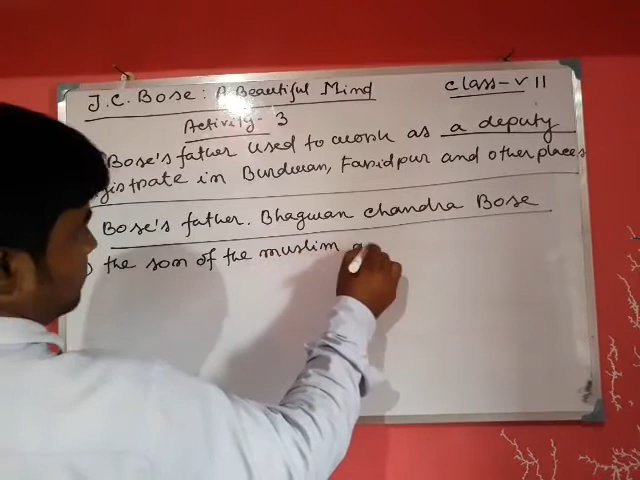 J.C. Bose: A Beautiful Mind
Class-VII
Activity-3
Bose's father used to work as a deputy
gistrate in Burdwan, Faridpur and other places
Bose's father. Bhagwan chandra Bose
) the son of the muslim